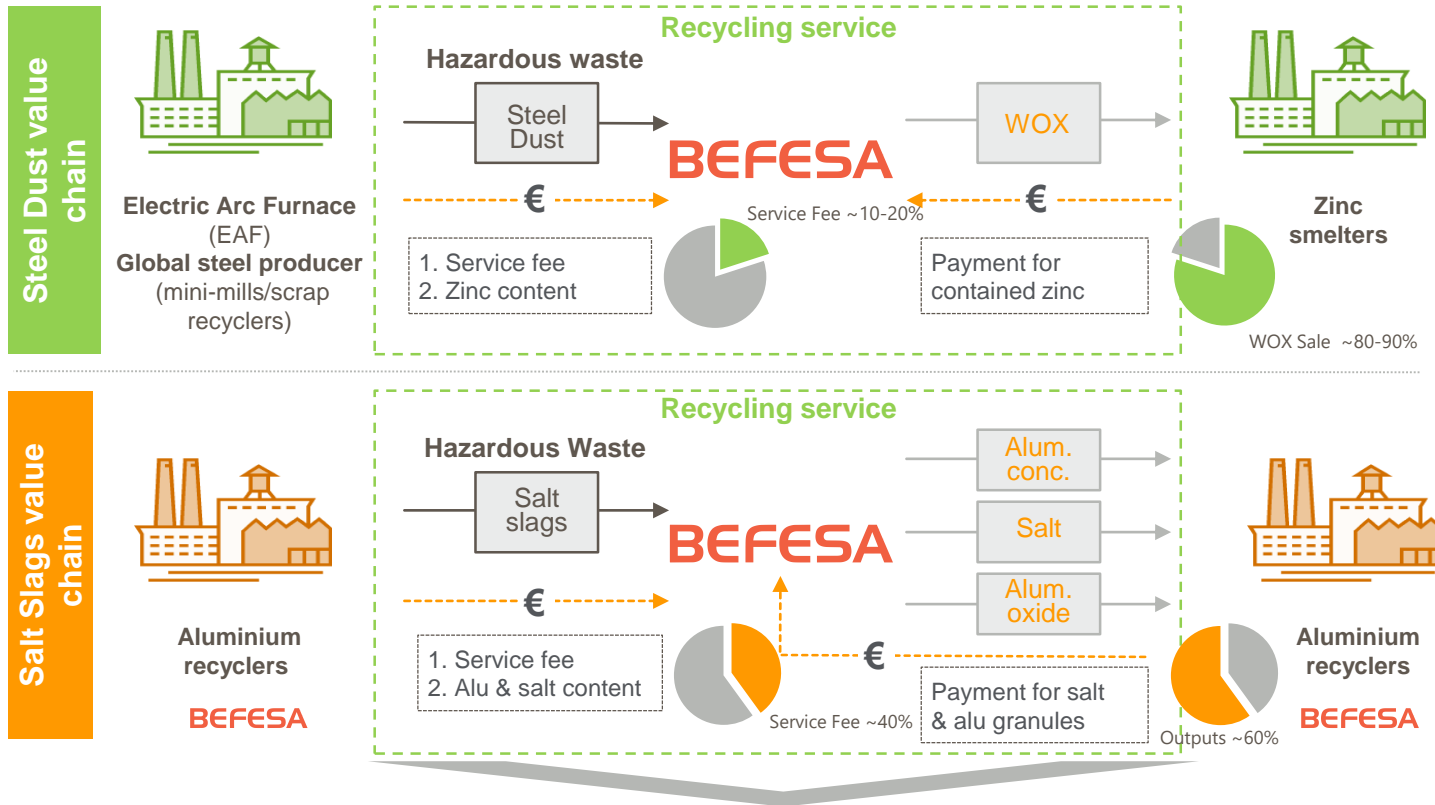 Steel Dust value
chain
Recycling service
Hazardous waste
Steel
Dust
WOX
BEFESA
€
€
Service Fee ~10-20%
Electric Arc Furnace
(EAF)
Global steel producer
(mini-mills/scrap
recyclers)
1. Service fee
2. Zinc content
Payment for
contained zinc
Zinc
smelters
WOX Sale ~80-90%
Salt Slags value
chain
Recycling service
Hazardous Waste
Salt
slags
Alum.
conc.
Salt
BEFESA
Alum.
oxide
€
€
Aluminium
recyclers
BEFESA
1. Service fee
2. Alu & salt content
Service Fee ~40%
Payment for salt
& alu granules
Outputs ~60%
Aluminium
recyclers
BEFESA